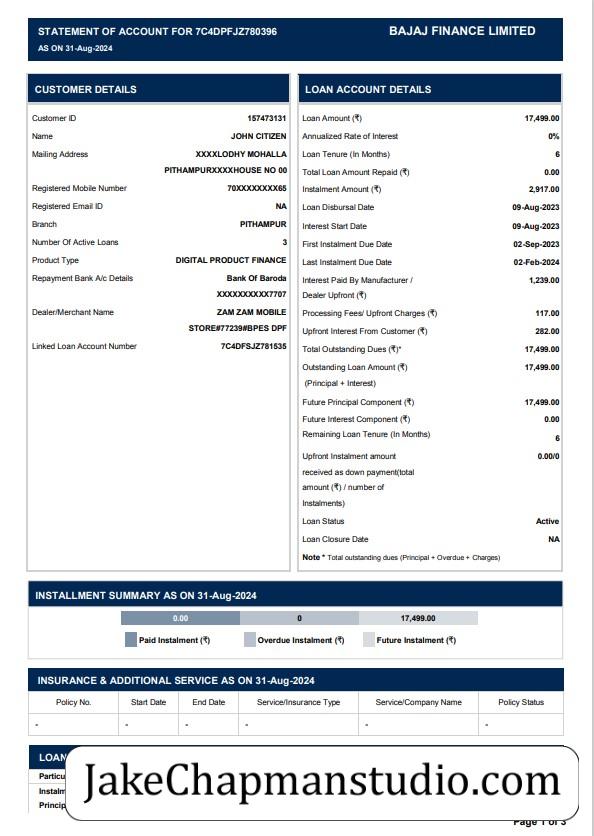 STATEMENT OF ACCOUNT FOR 7C4DPFJZ780396
BAJAJ FINANCE LIMITED
AS ON 31-Aug-2024
CUSTOMER DETAILS
Customer ID 157473131
Name JOHN CITIZEN
Mailing Address XXXXLODHY MOHALLA
PITHAMPURXXXXHOUSE NO 00
Registered Mobile Number 70XXXXXXXX65
Registered Email ID NA
Branch PITHAMPUR
Number Of Active Loans 3
Product Type DIGITAL PRODUCT FINANCE
Repayment Bank A/c Details Bank Of Baroda
XXXXXXXXXX7707
Dealer/Merchant Name ZAM ZAM MOBILE
STORE#77239#BPES DPF
Linked Loan Account Number 7C4DFSJZ781535
LOAN ACCOUNT DETAILS
Loan Amount (₹) 17,499.00
Annualized Rate of Interest 0%
Loan Tenure (In Months) 6
Total Loan Amount Repaid (₹) 0.00
Instalment Amount (₹) 2,917.00
Loan Disbursal Date 09-Aug-2023
Interest Start Date 09-Aug-2023
First Instalment Due Date 02-Sep-2023
Last Instalment Due Date 02-Feb-2024
Interest Paid By Manufacturer / 1,239.00
Dealer Upfront (₹)
Processing Fees/ Upfront Charges (₹) 117.00
Upfront Interest From Customer (₹) 282.00
Total Outstanding Dues (₹)* 17,499.00
Outstanding Loan Amount (₹) 17,499.00
(Principal + Interest)
Future Principal Component (₹) 17,499.00
Future Interest Component (₹) 0.00
Remaining Loan Tenure (In Months) 6
Upfront Instalment amount 0.00/0
received as down payment(total
amount (₹) / number of
Instalments)
Loan Status Active
Loan Closure Date NA
Note * Total outstanding dues (Principal + Overdue + Charges)
INSTALLMENT SUMMARY AS ON 31-Aug-2024
0.00 0 17,499.00
Paid Instalment (₹) Overdue Instalment (₹) Future Instalment (₹)
INSURANCE & ADDITIONAL SERVICE AS ON 31-Aug-2024
Policy No. Start Date End Date Service/Insurance Type Service/Company Name Policy Status
- - - - - -
LOAN
JakeChapmanstudio.com
Page 1 of 3